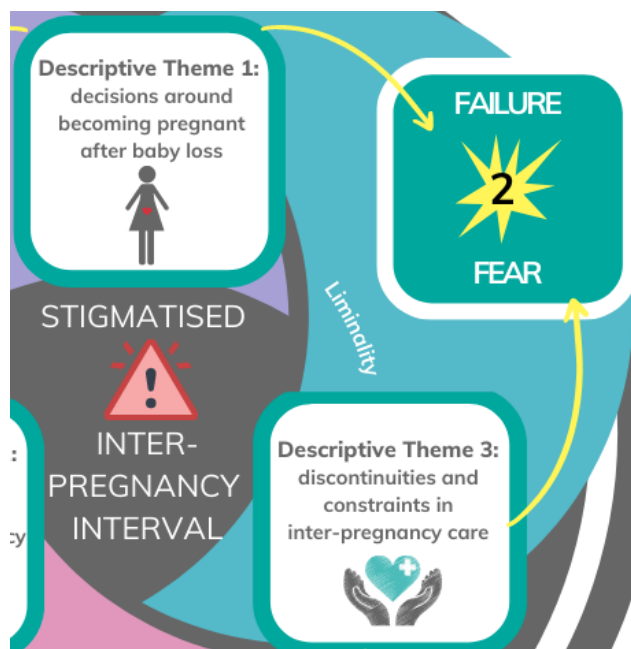 Descriptive Theme 1:
decisions around
becoming pregnant
after baby loss
FAILURE
2
FEAR
Liminality
STIGMATISED
!
INTER-
PREGNANCY
INTERVAL
:
cy
Descriptive Theme 3:
discontinuities and
constraints in
inter-pregnancy care